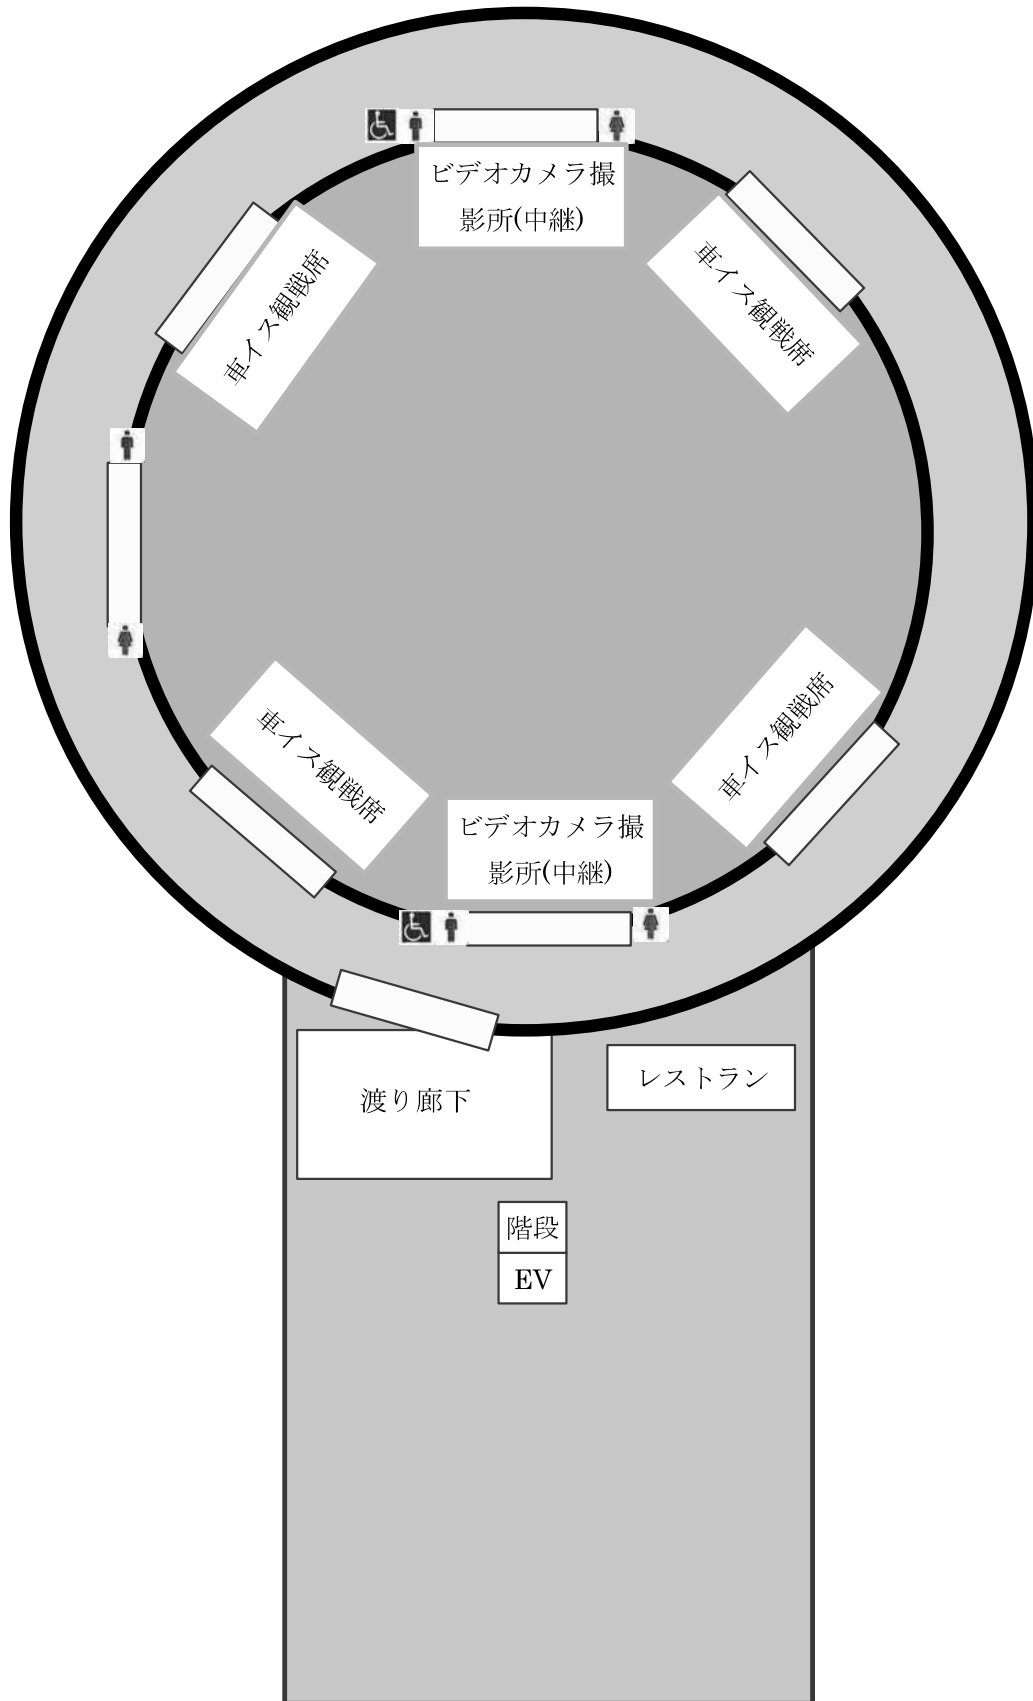 ビデオカメラ撮
影所(中継)
車イス観戦席
車イス観戦席
車イス観戦席
車イス観戦席
ビデオカメラ撮
影所(中継)
渡り廊下
レストラン
階段
EV